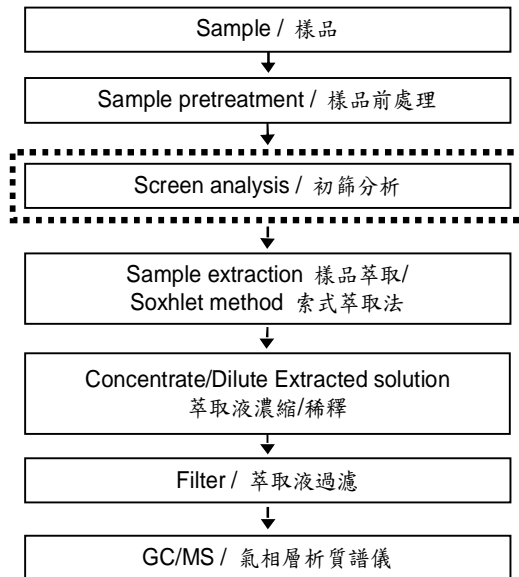 Sample / 樣品
Sample pretreatment / 樣品前處理
Screen analysis / 初篩分析
Sample extraction 樣品萃取/
Soxhlet method 索式萃取法
Concentrate/Dilute Extracted solution
萃取液濃縮/稀釋
Filter / 萃取液過濾
GC/MS / 氣相層析質譜儀